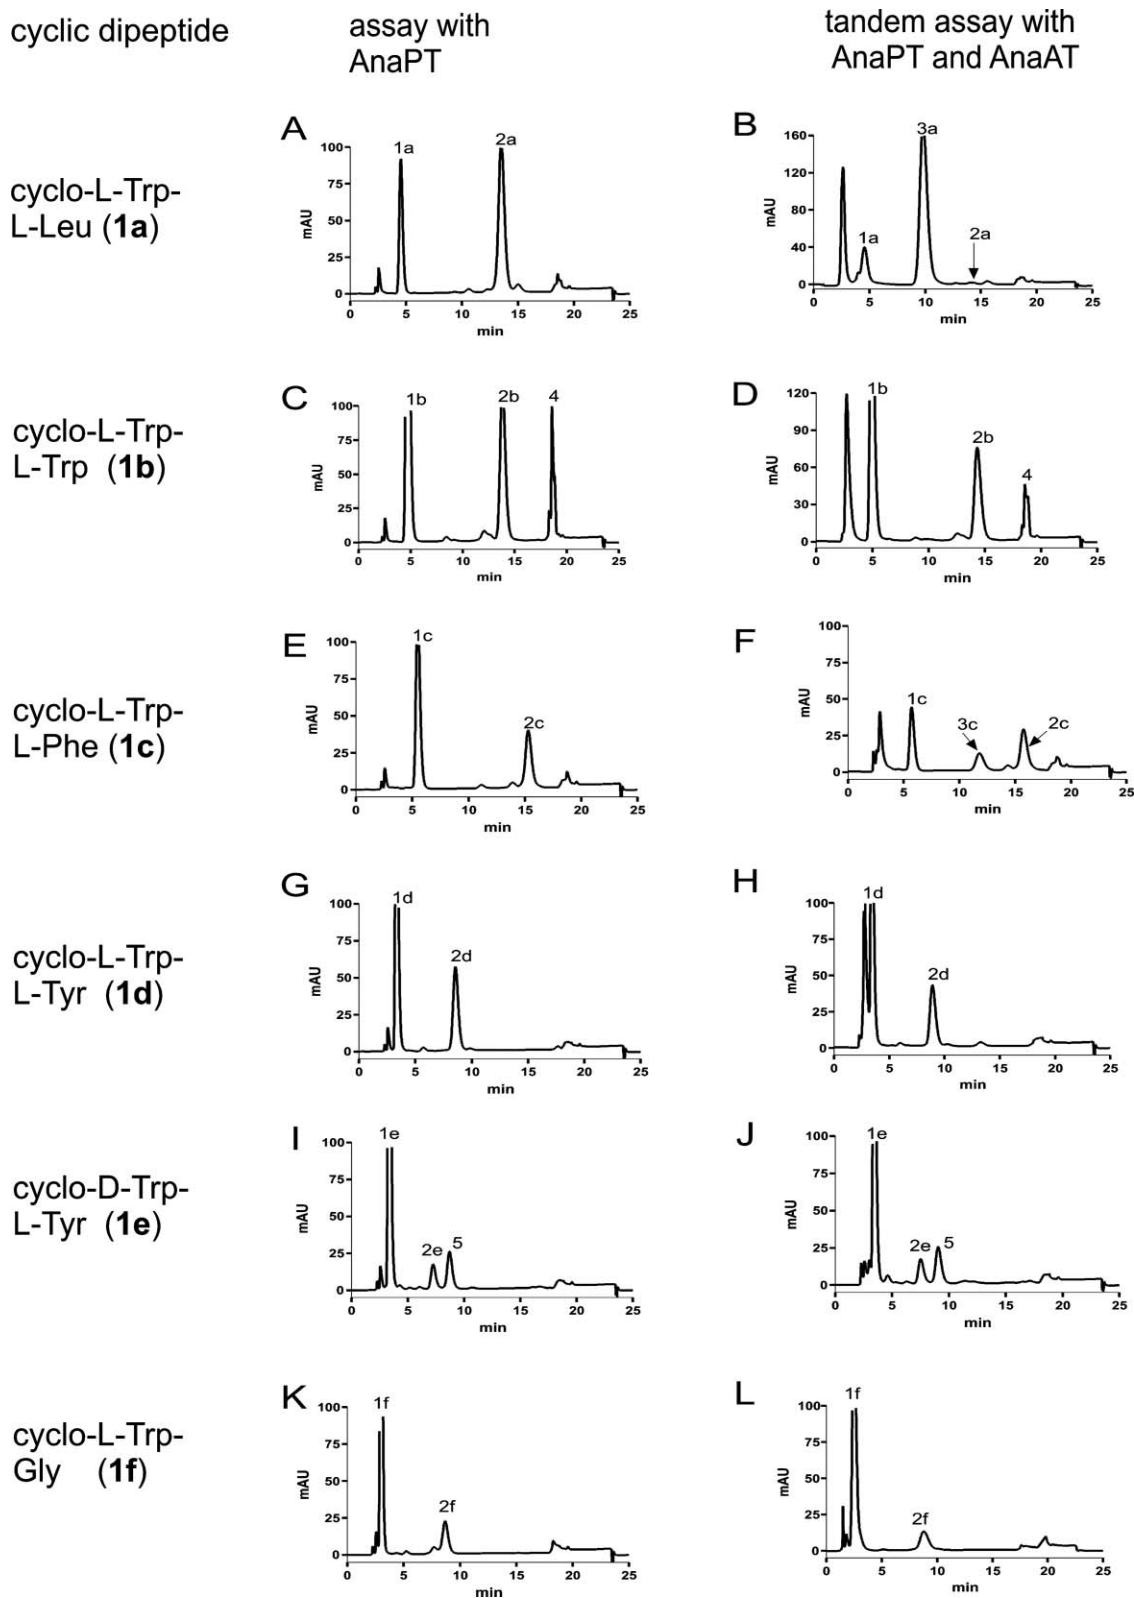 cyclic dipeptide
assay with
AnaPT
tandem assay with
AnaPT and AnaAT
cyclo-L-Trp-
L-Leu (1a)
A
100
75
50
25
0
mAU
1a
2a
0 5 10 15 20 25
min
B
160
120
80
40
0
mAU
1a
3a
2a
0 5 10 15 20 25
min
cyclo-L-Trp-
L-Trp (1b)
C
100
75
50
25
0
mAU
1b
2b
4
0 5 10 15 20 25
min
D
120
90
60
30
0
mAU
1b
2b
4
0 5 10 15 20 25
min
cyclo-L-Trp-
L-Phe (1c)
E
100
75
50
25
0
mAU
1c
2c
0 5 10 15 20 25
min
F
100
75
50
25
0
mAU
1c
3c
2c
0 5 10 15 20 25
min
cyclo-L-Trp-
L-Tyr (1d)
G
100
75
50
25
0
mAU
1d
2d
0 5 10 15 20 25
min
H
100
75
50
25
0
mAU
1d
2d
0 5 10 15 20 25
min
cyclo-D-Trp-
L-Tyr (1e)
I
100
75
50
25
0
mAU
1e
2e
5
0 5 10 15 20 25
min
J
100
75
50
25
0
mAU
1e
2e
5
0 5 10 15 20 25
min
cyclo-L-Trp-
Gly (1f)
K
100
75
50
25
0
mAU
1f
2f
0 5 10 15 20 25
min
L
100
75
50
25
0
mAU
1f
2f
0 5 10 15 20 25
min